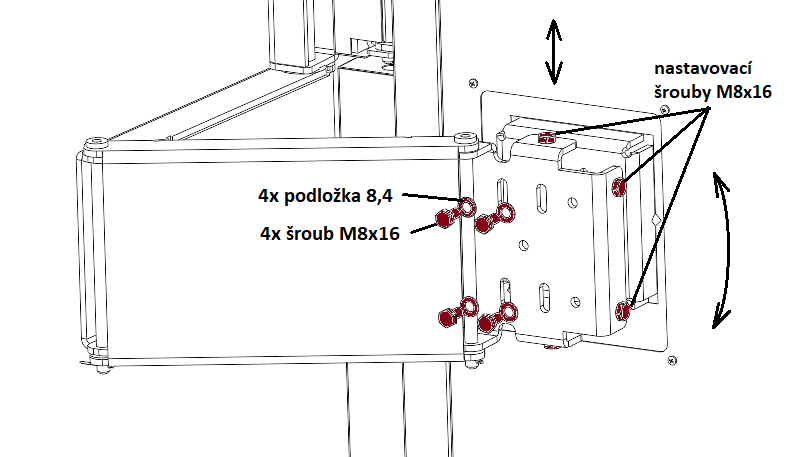 nastavovací
šrouby M8x16
4x podložka 8,4
4x šroub M8x16